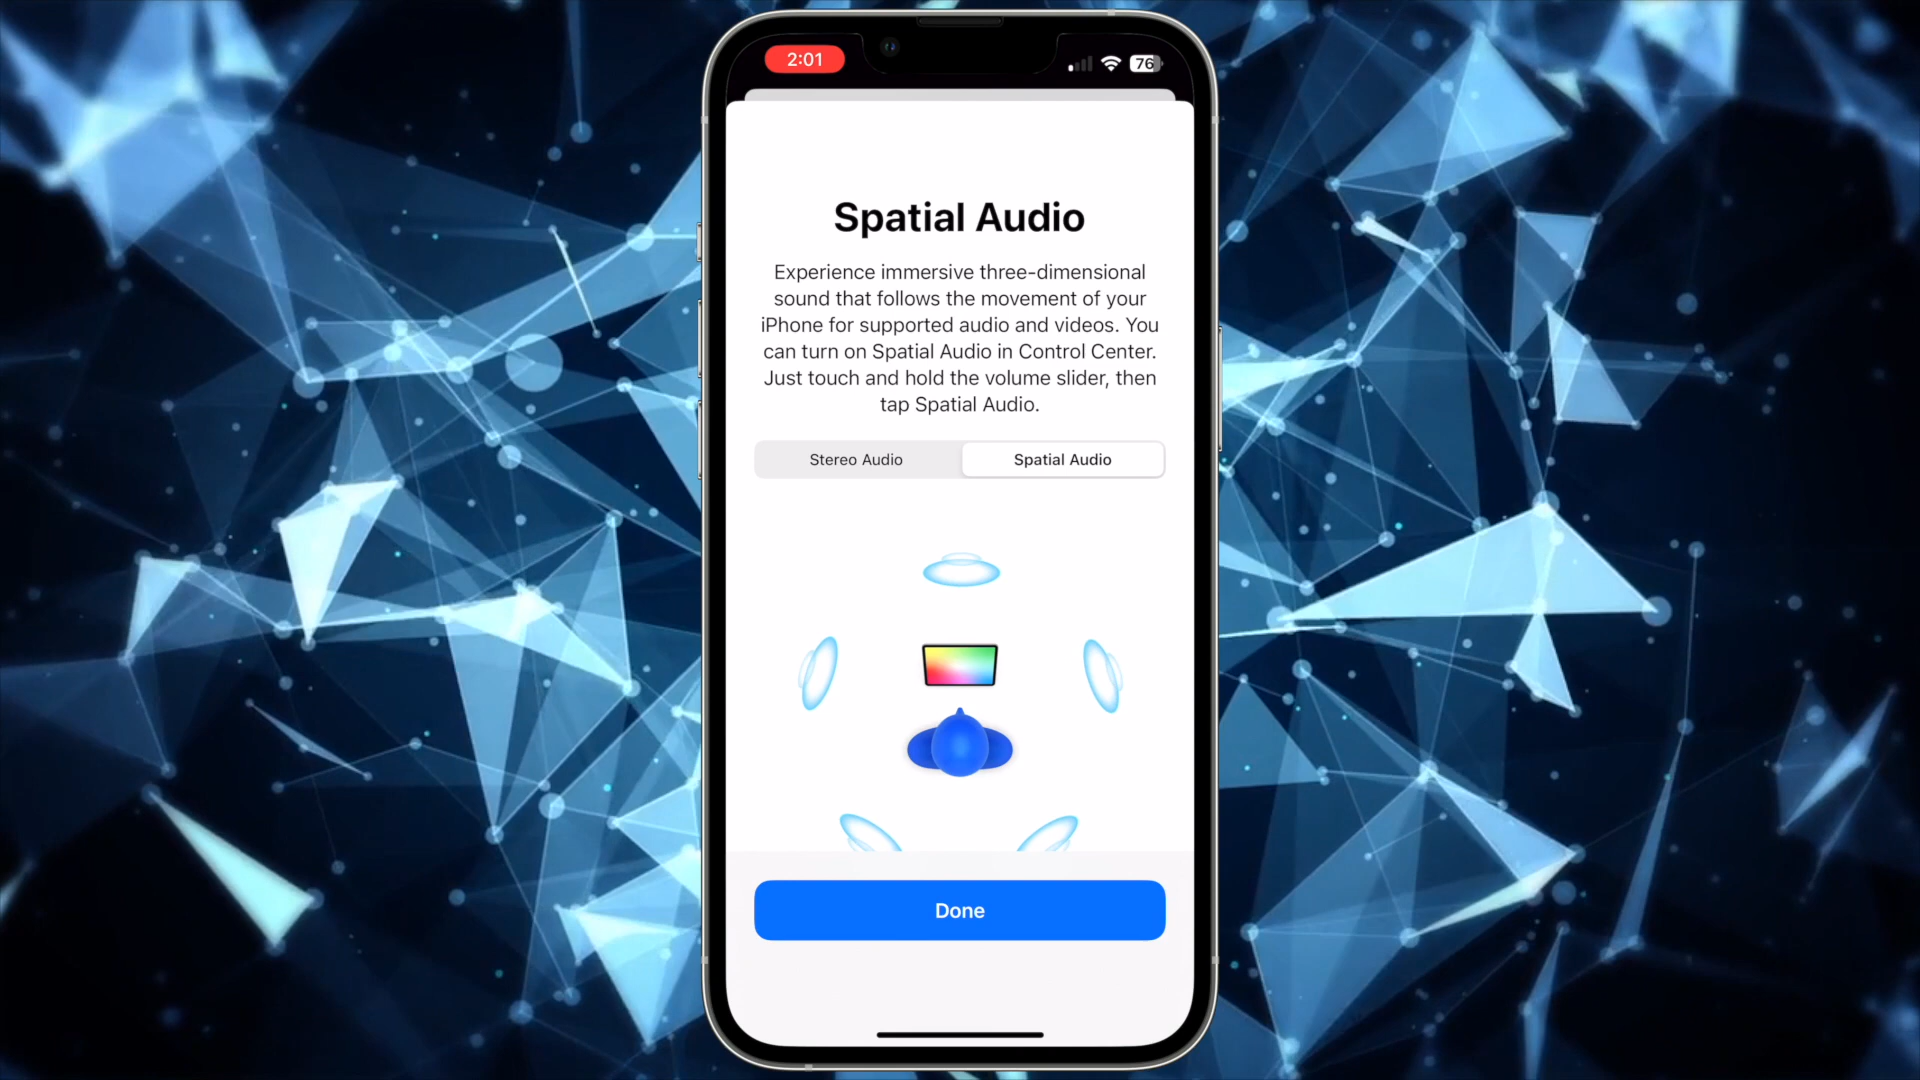 2:01
76
Spatial Audio
Experience immersive three-dimensional
sound that follows the movement of your
iPhone for supported audio and videos. You
can turn on Spatial Audio in Control Center.
Just touch and hold the volume slider, then
tap Spatial Audio.
Stereo Audio
Spatial Audio
Done